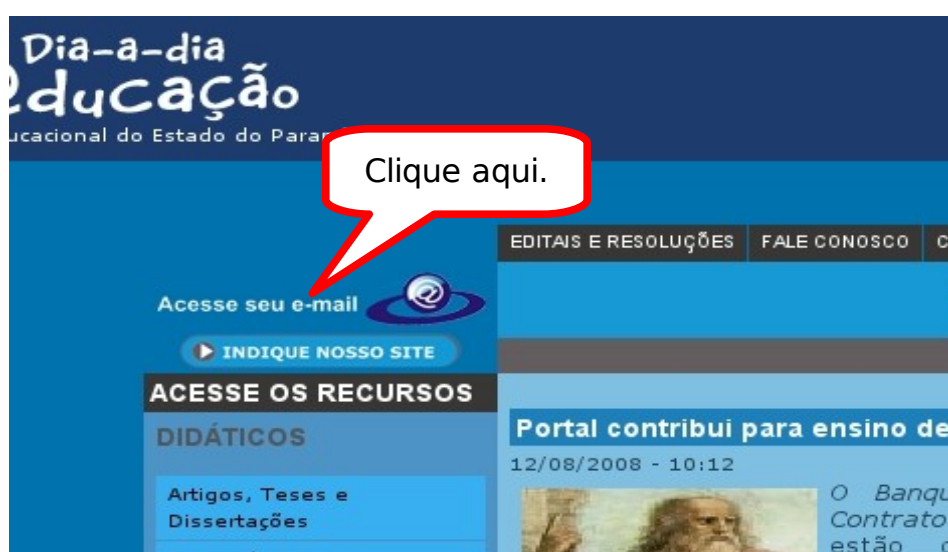 Dia-a-dia
@ducação
ucacional do Estado do
Clique aqui.
EDITAIS E RESOLUÇÕES FALE CONOSCO
Acesse seu e-mail
INDIQUE NOSSO SITE
ACESSE OS RECURSOS
DIDÁTICOS
Portal contribui para ensino de
12/08/2008 - 10:12
Artigos, Teses e
Dissertações
O Banqu
Contrato
estão